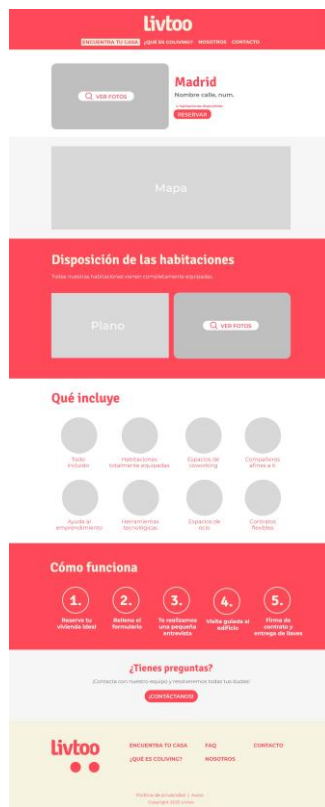 livtoo
ENCUENTRA TU CASA ¿QUÉ ES COLIVING? NOSOTROS CONTACTO
VER FOTOS
Madrid
Nombre calle, num.
RESERVAR
Mapa
Disposición de las habitaciones
Todas nuestras habitaciones vienen completamente equipadas.
Plano
VER FOTOS
Qué incluye
Todo incluido
Habitaciones totalmente equipadas
Espacios de coworking
Compañeros afines a ti
Ayuda al emprendimiento
Herramientas tecnológicas
Espacios de ocio
Contratos flexibles
Cómo funciona
1. 2. 3. 4. 5.
Reserva tu vivienda ideal
Rellena el formulario
Te realizamos una pequeña entrevista
Visita guiada al edificio
Firma de contrato y entrega de llaves
¿Tienes preguntas?
¡Contacta con nuestro equipo y resolveremos todas tus dudas!
¡CONTÁCTANOS!
livtoo
ENCUENTRA TU CASA FAQ CONTACTO
¿QUÉ ES COLIVING? NOSOTROS
Política de privacidad | Aviso
Copyright 2023 Livtoo